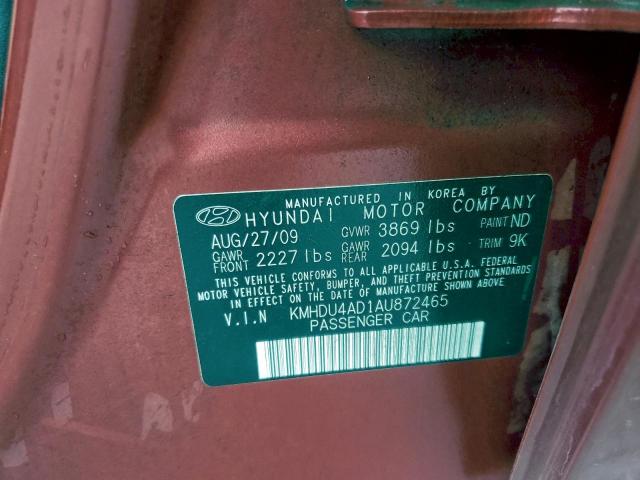 MANUFACTURED IN KOREA BY
HYUNDAI MOTOR COMPANY
AUG/27/09 GVWR 3869 lbs PAINT ND
GAWR FRONT 2227 lbs GAWR REAR 2094 lbs TRIM 9K
THIS VEHICLE CONFORMS TO ALL APPLICABLE U.S.A. FEDERAL
MOTOR VEHICLE SAFETY, BUMPER, AND THEFT PREVENTION STANDARDS
IN EFFECT ON THE DATE OF MANUFACTURE SHOWN ABOVE.
V.I.N KMHDU4AD1AU872465
PASSENGER CAR